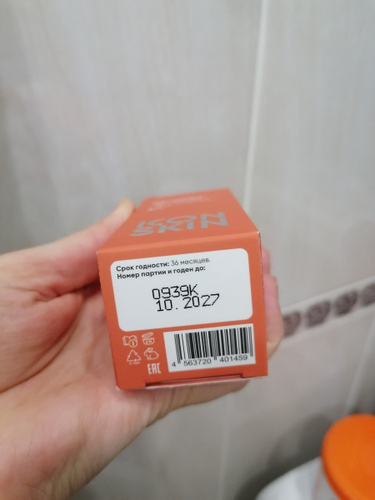 ICON
SKIN
Срок годности: 36 месяцев.
Номер партии и годен до:
0939K
10.2027
4 563720 401459
EAC